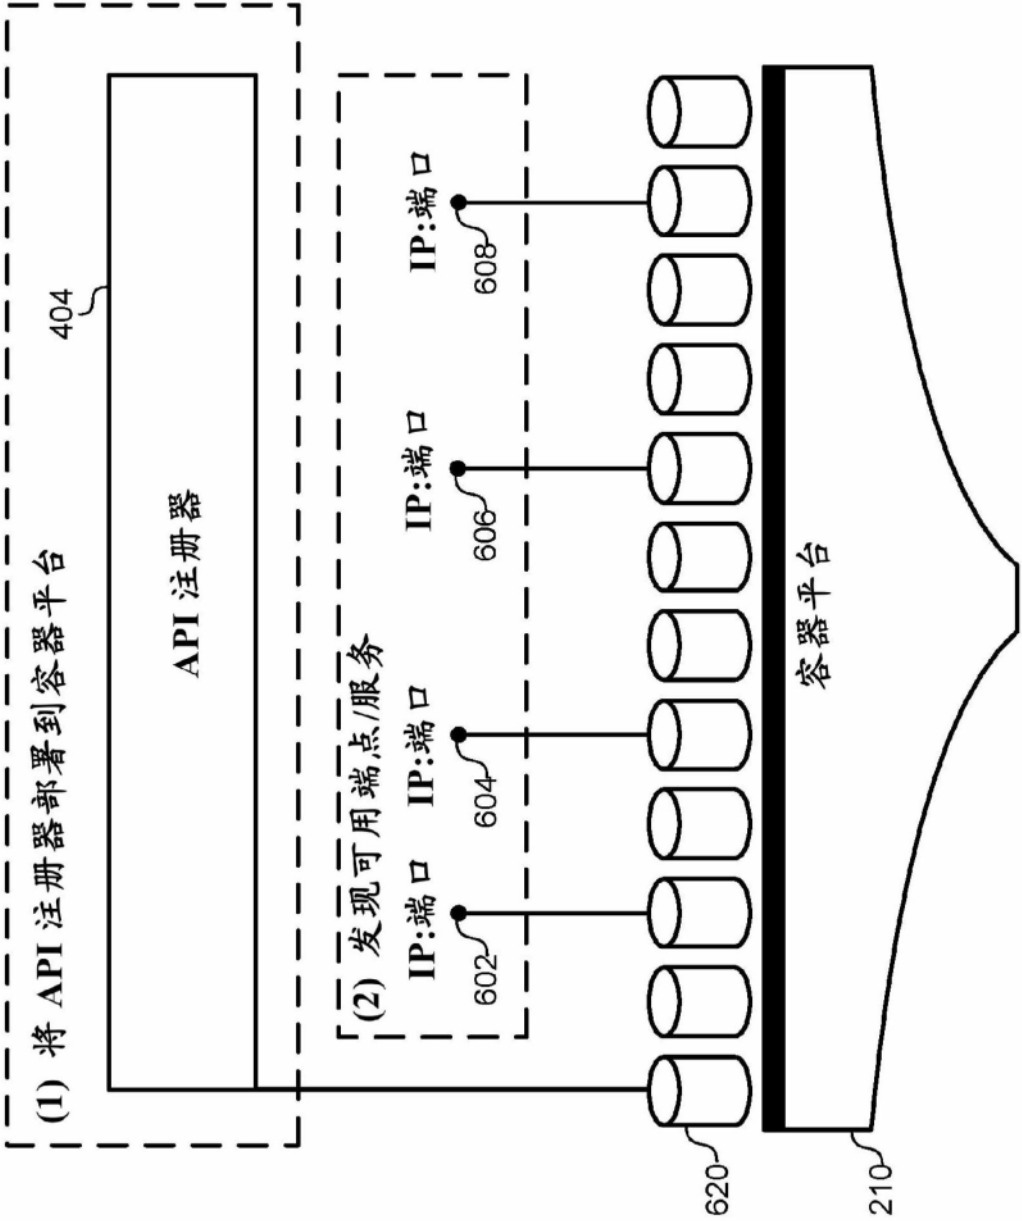 (1) 将 API 注册器部署到容器平台
404
API 注册器
(2) 发现可用端点/服务
IP:端口
IP:端口
IP:端口
IP:端口
602
604
606
608
620
容器平台
210